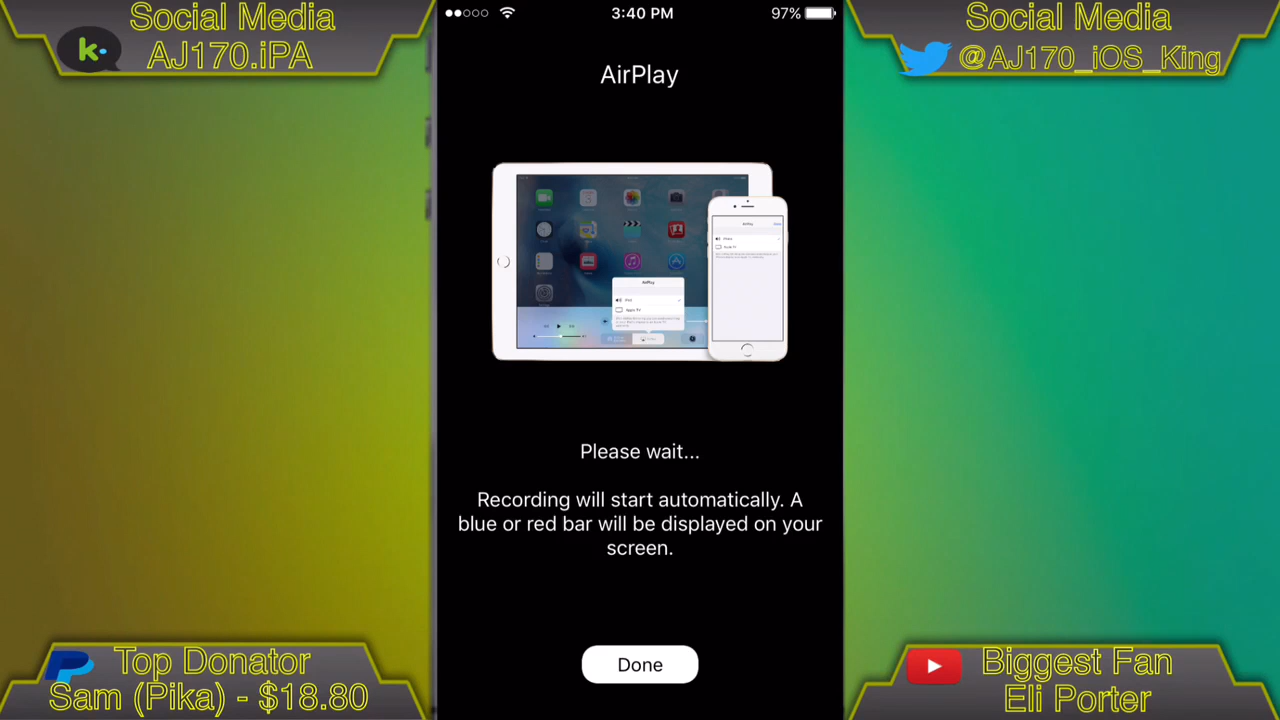 Social Media
AJ170.iPA
k
3:40 PM
97%
Social Media
@AJ170_iOS_King
AirPlay
Please wait...
Recording will start automatically. A
blue or red bar will be displayed on your
screen.
Done
Top Donator
Sam (Pika) - $18.80
Biggest Fan
Eli Porter